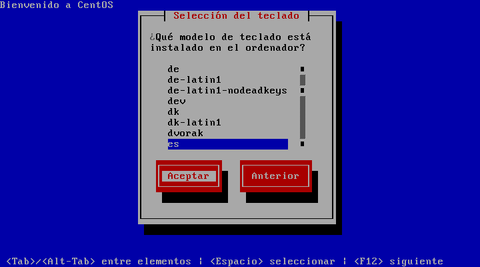 Bienvenido a CentOS
Selección del teclado
¿Qué modelo de teclado está
instalado en el ordenador?
de
de-latin1
de-latin1-nodeadkeys
dev
dk
dk-latin1
dvorak
es
Aceptar
Anterior
<Tab>/<Alt-Tab> entre elementos ¦ <Espacio> seleccionar ¦ <F12> siguiente